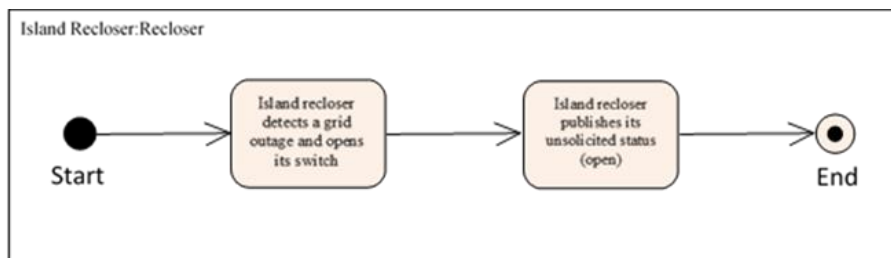 Island Recloser:Recloser
Island recloser
detects a grid
outage and opens
its switch
Island recloser
publishes its
unsolicited status
(open)
Start
End